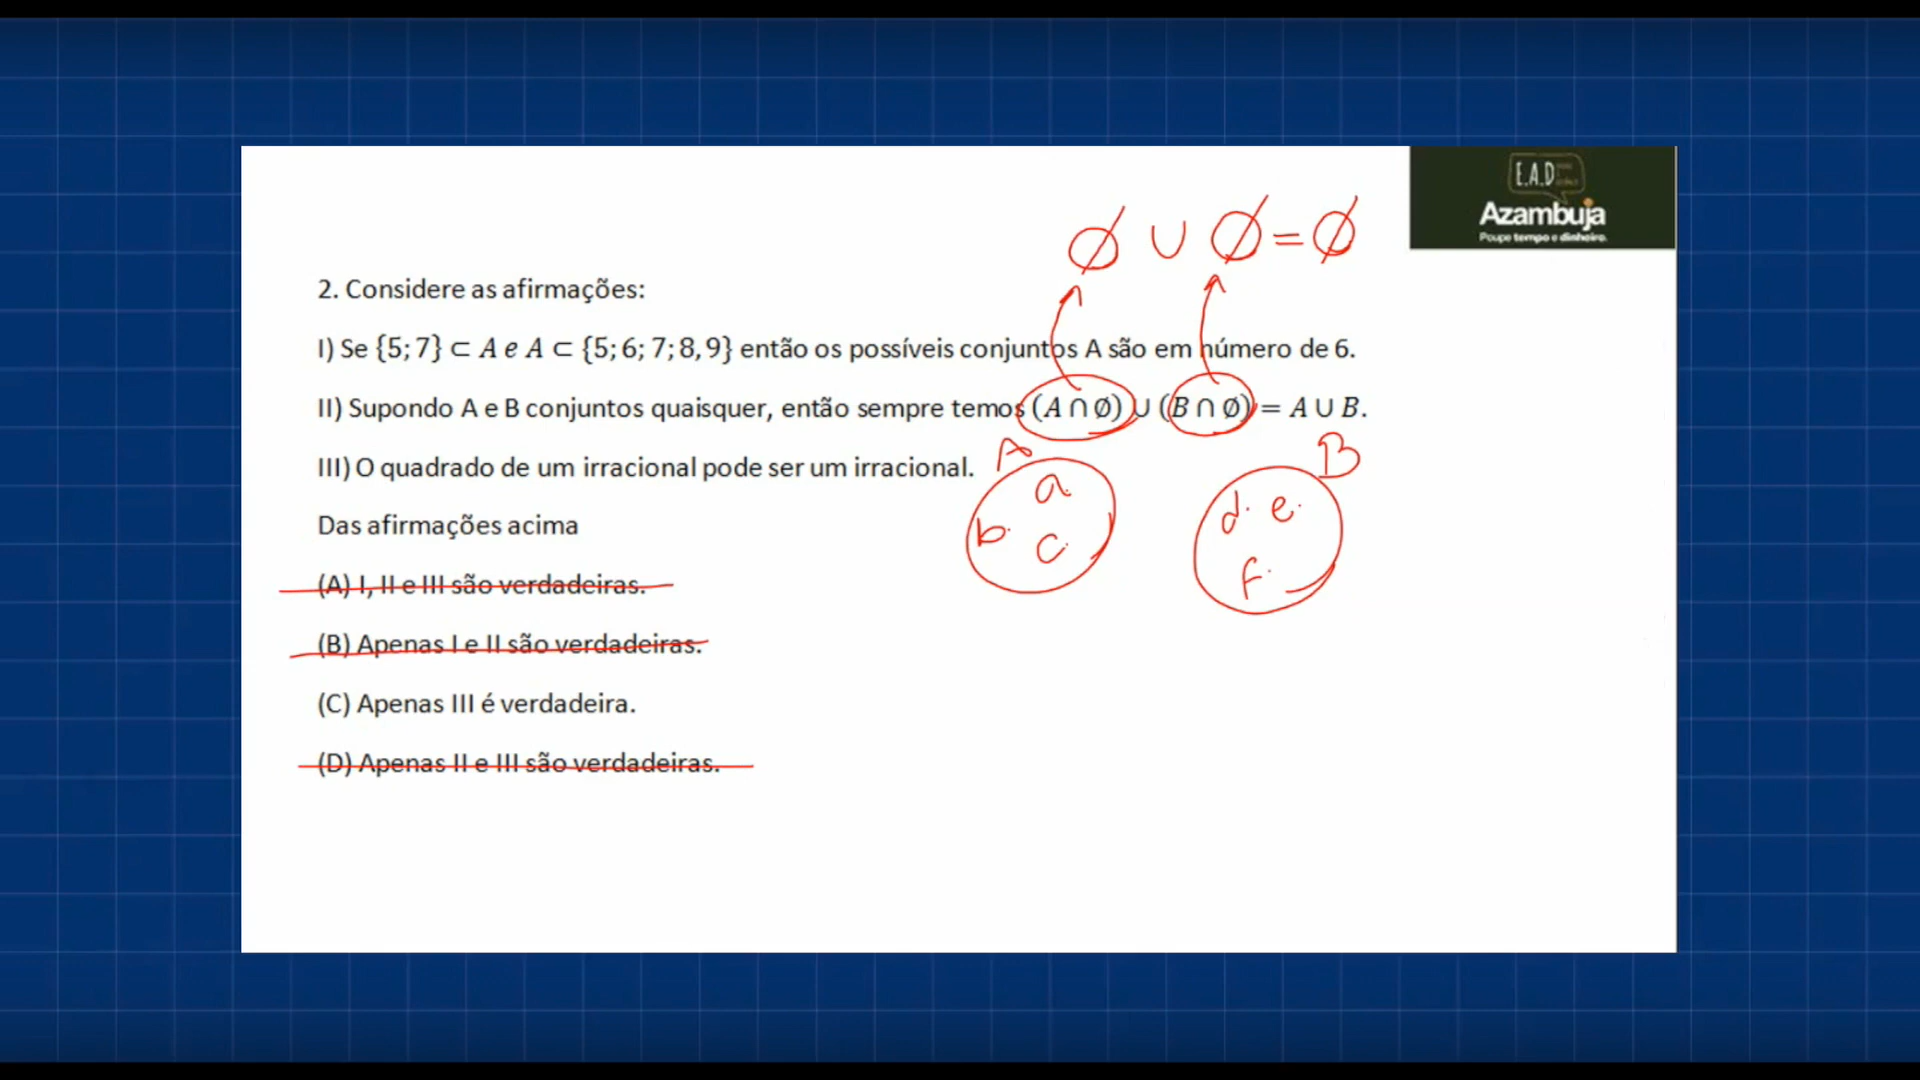 E.A.D
Azambuja
Poupe tempo e dinheiro.
∅ ∪ ∅ = ∅
2. Considere as afirmações:
I) Se {5; 7} ⊂ A e A ⊂ {5; 6; 7; 8, 9} então os possíveis conjuntos A são em número de 6.
II) Supondo A e B conjuntos quaisquer, então sempre temos (A ∩ ∅) ∪ (B ∩ ∅) = A ∪ B.
III) O quadrado de um irracional pode ser um irracional.
A
B
a
b
c
d e
f
Das afirmações acima
(A) I, II e III são verdadeiras.
(B) Apenas I e II são verdadeiras.
(C) Apenas III é verdadeira.
(D) Apenas II e III são verdadeiras.